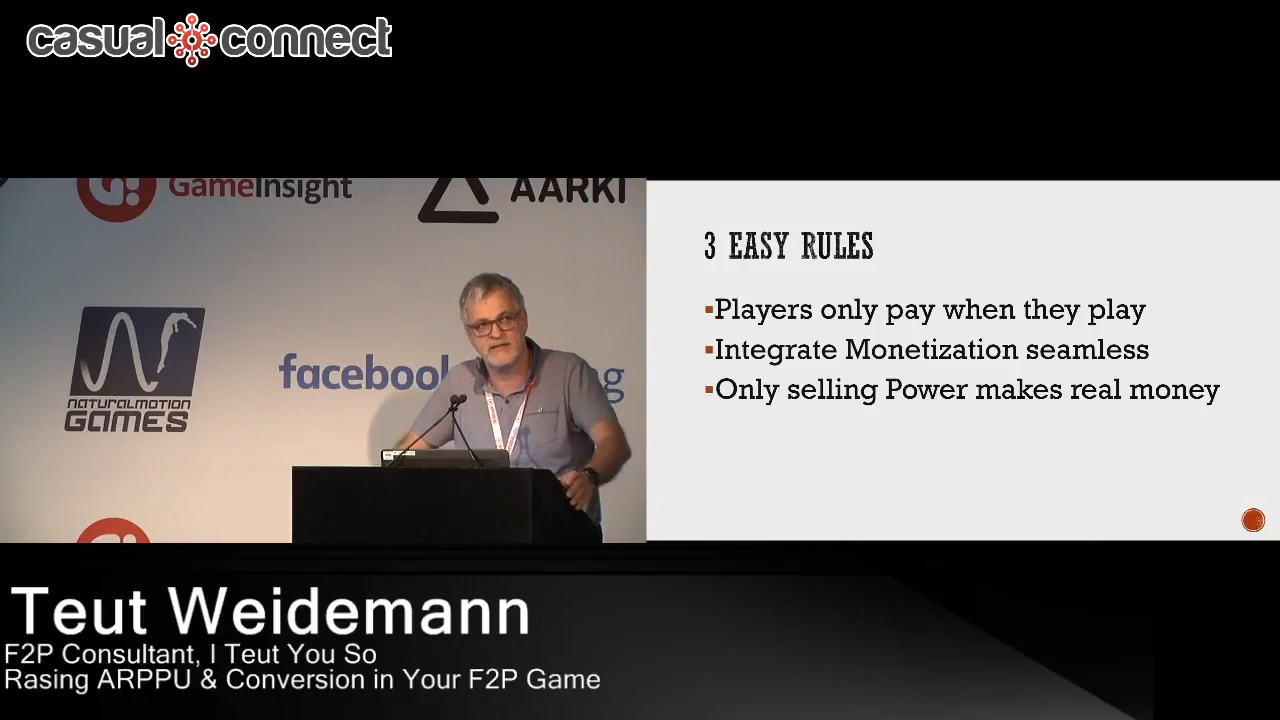 casual connect
GameInsight
AARKI
NATURALMOTION
GAMES
facebook
3 EASY RULES
▪Players only pay when they play
▪Integrate Monetization seamless
▪Only selling Power makes real money
Teut Weidemann
F2P Consultant, I Teut You So
Rasing ARPPU & Conversion in Your F2P Game